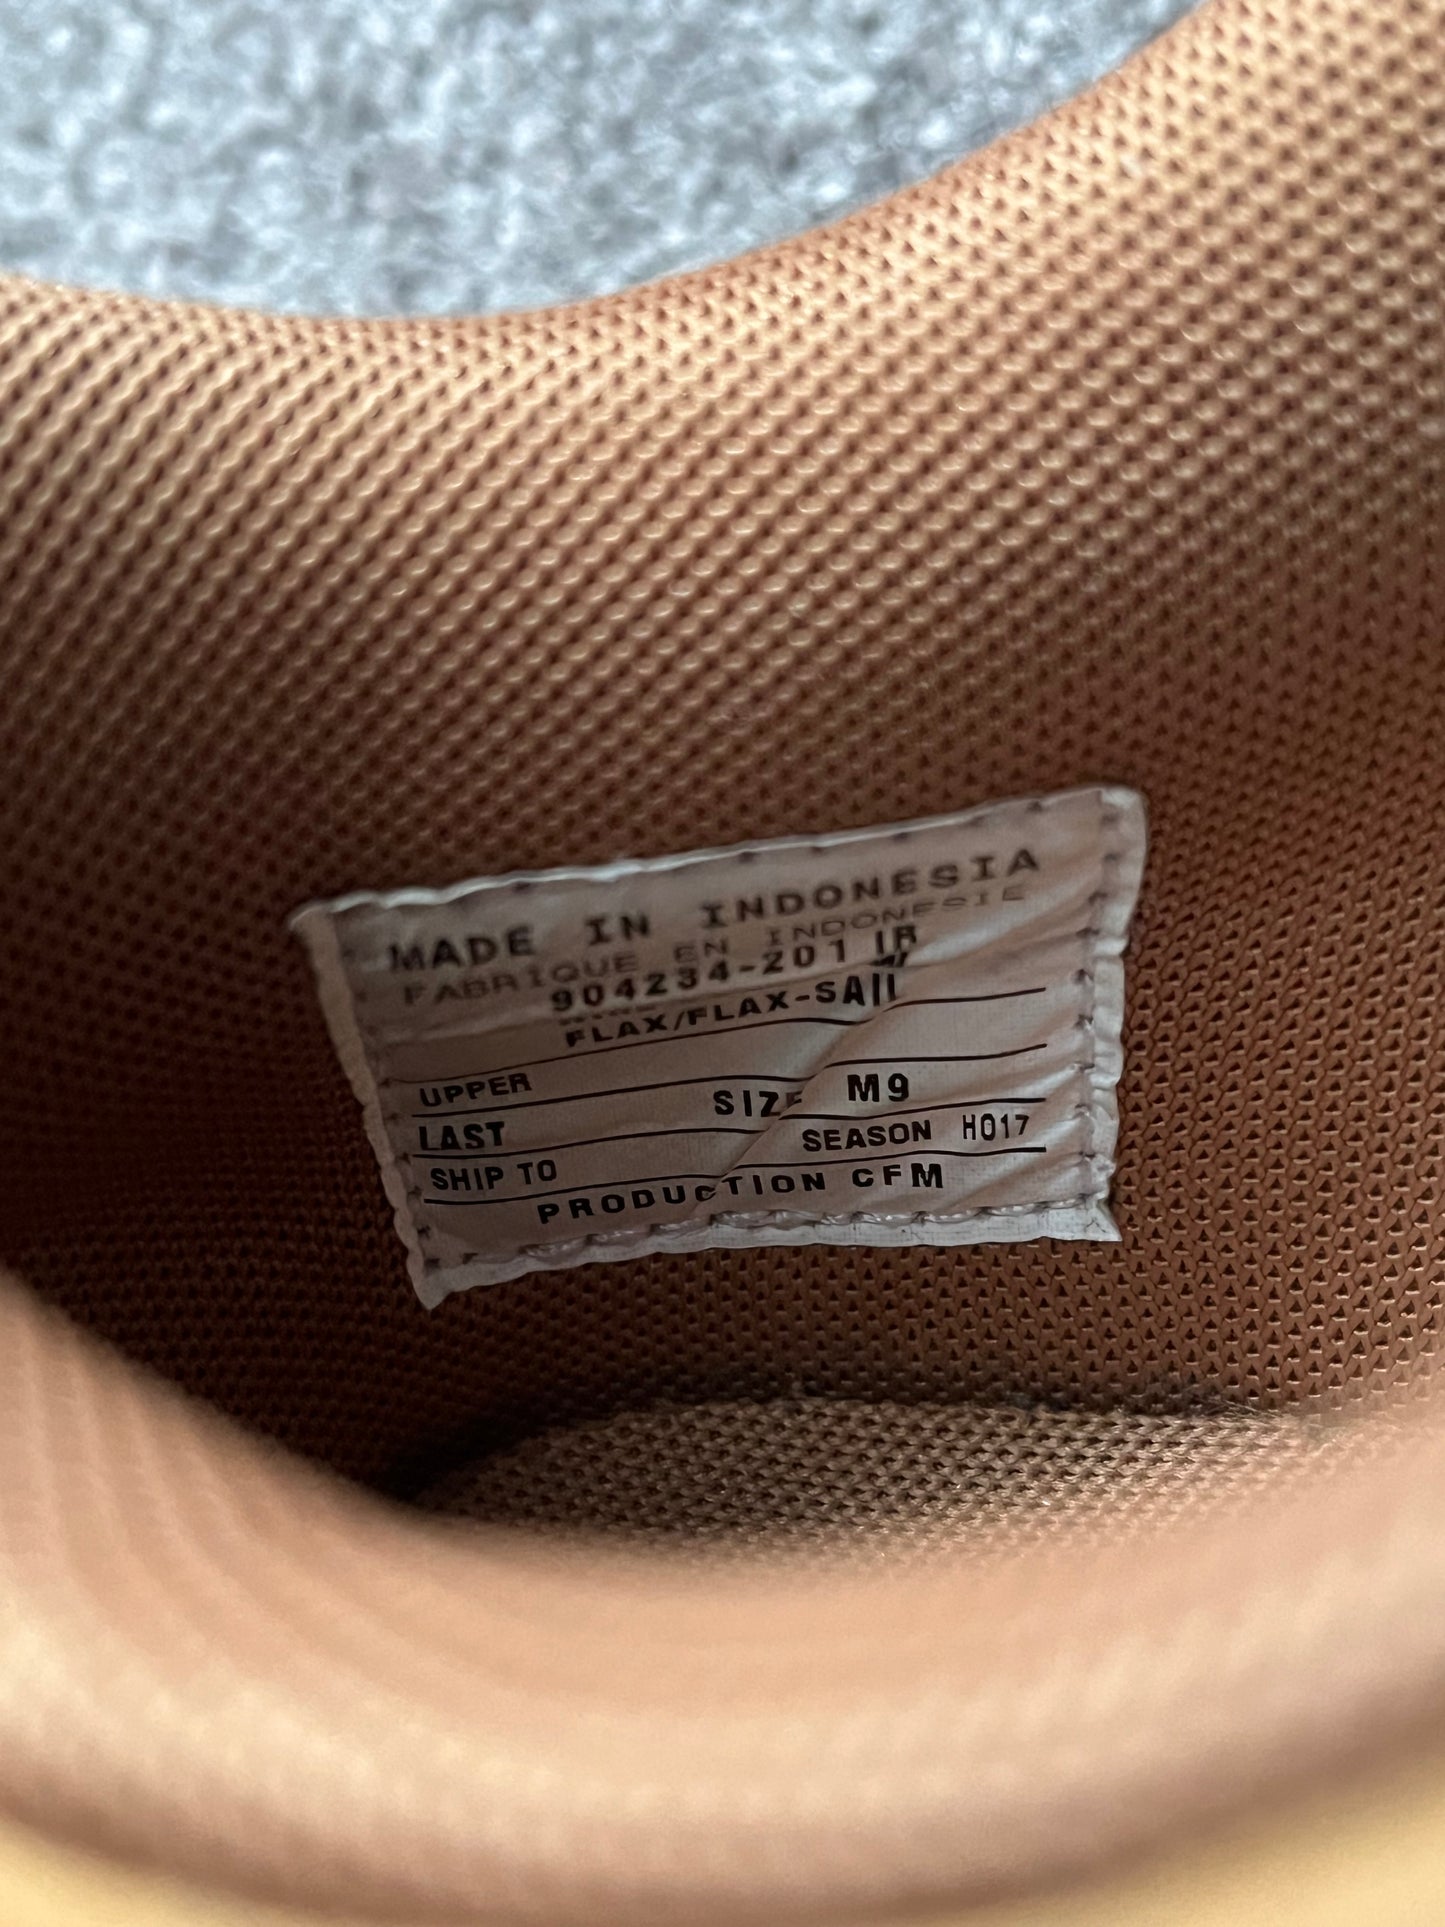 MADE IN INDONESIA
FABRIQUE EN INDONESIE
904234-201 IR
FLAX/FLAX-SAIL
UPPER
LAST SIZE M9
SHIP TO SEASON HO17
PRODUCTION CFM